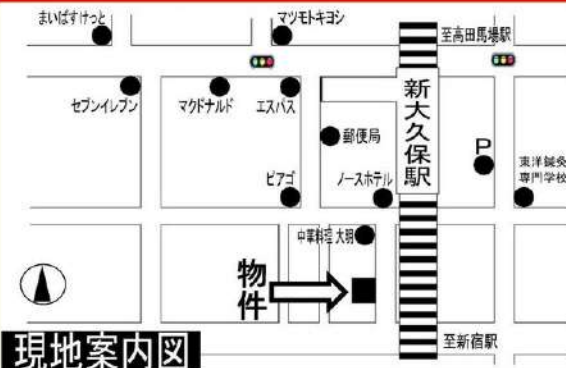 まいばすけっと
マツモトキヨシ
至高田馬場駅
セブンイレブン
マクドナルド
エスパス
新大久保駅
郵便局
P
東洋鍼灸
専門学校
ピアゴ
ノースホテル
中華料理 大明
物件
至新宿駅
現地案内図